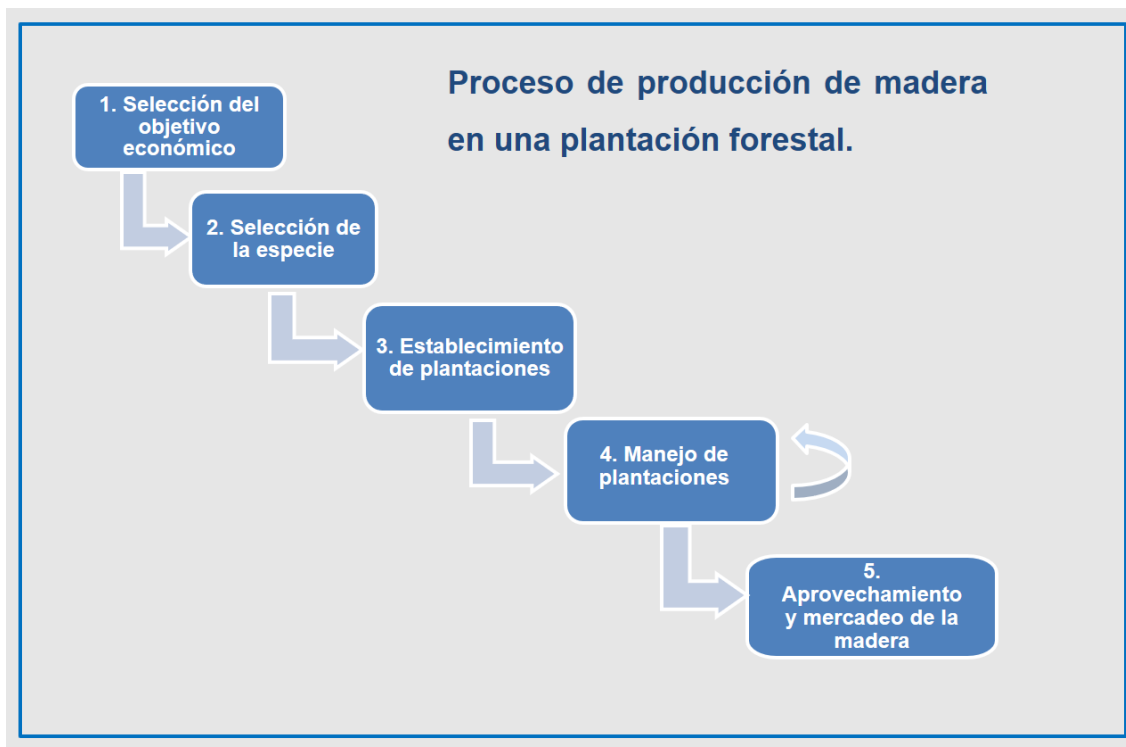 Proceso de producción de madera
en una plantación forestal.
1. Selección del
objetivo
económico
2. Selección de
la especie
3. Establecimiento
de plantaciones
4. Manejo de
plantaciones
5.
Aprovechamiento
y mercadeo de la
madera